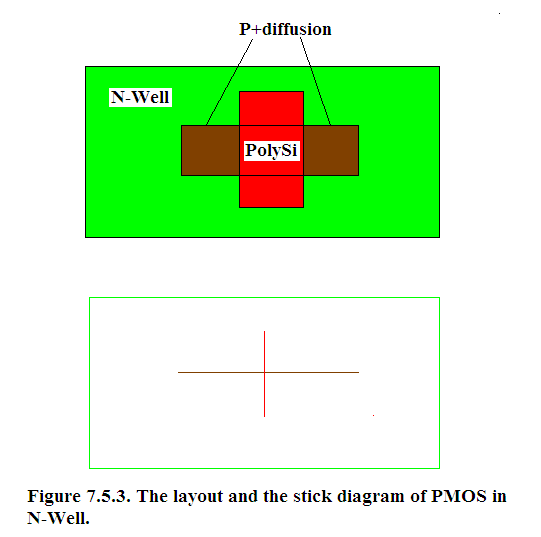 P+diffusion
N-Well
PolySi
Figure 7.5.3. The layout and the stick diagram of PMOS in
N-Well.